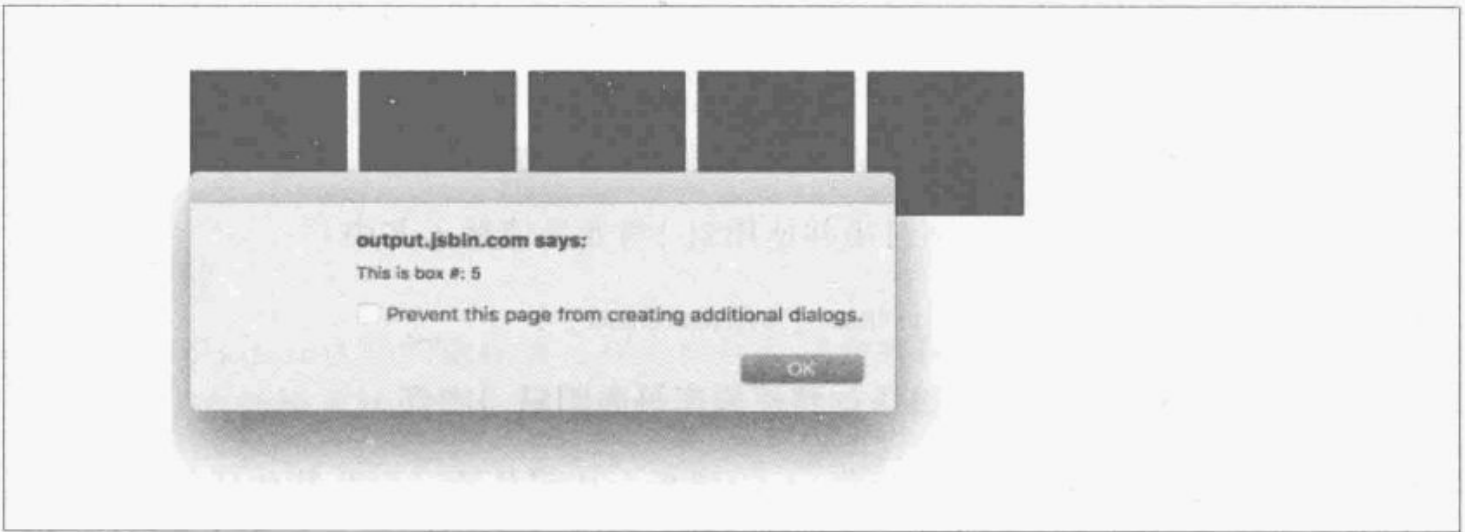 output.jsbin.com says:
This is box #: 5
Prevent this page from creating additional dialogs.
OK